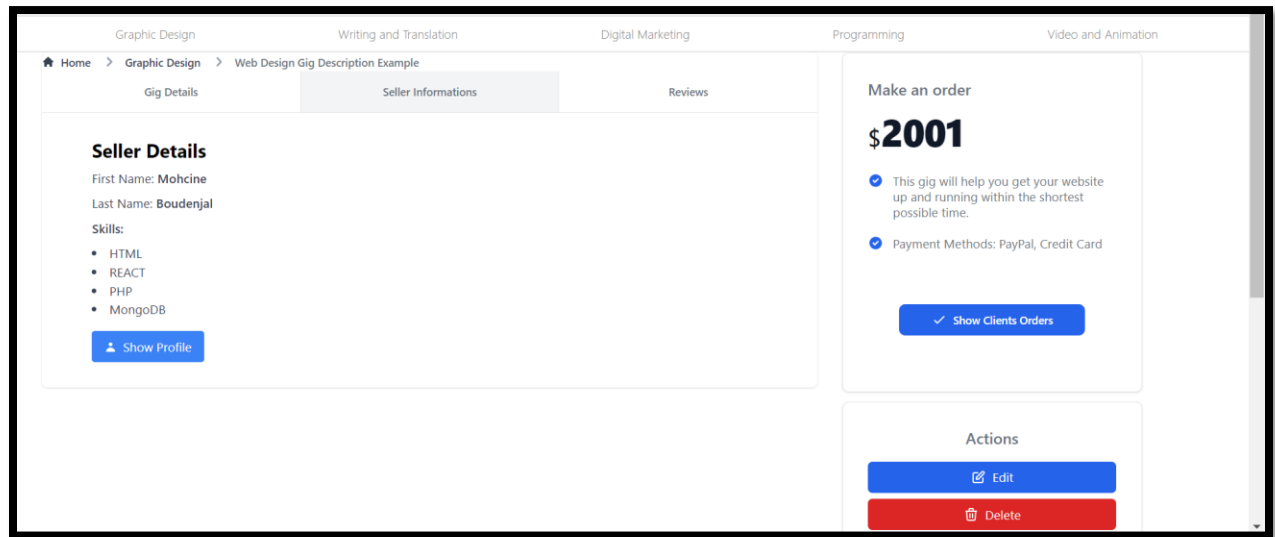 Graphic Design Writing and Translation Digital Marketing Programming Video and Animation
Home > Graphic Design > Web Design Gig Description Example
Gig Details Seller Informations Reviews
Seller Details
First Name: Mohcine
Last Name: Boudenjal
Skills:
• HTML
• REACT
• PHP
• MongoDB
Show Profile
Make an order
$2001
This gig will help you get your website
up and running within the shortest
possible time.
Payment Methods: PayPal, Credit Card
Show Clients Orders
Actions
Edit
Delete